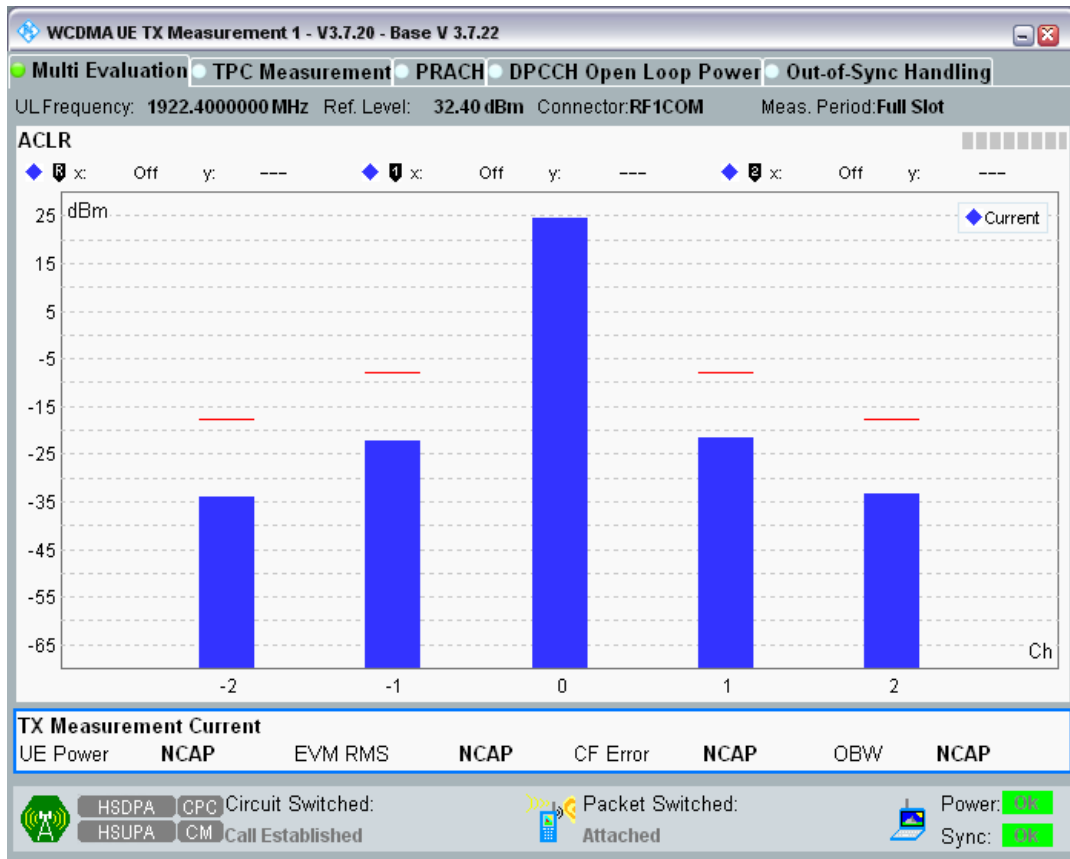 WCDMA UE TX Measurement 1 - V3.7.20 - Base V 3.7.22
Multi Evaluation TPC Measurement PRACH DPCCH Open Loop Power Out-of-Sync Handling
UL Frequency: 1922.4000000 MHz Ref. Level: 32.40 dBm Connector:RF1COM Meas. Period:Full Slot
ACLR
R x: Off y: --- 1 x: Off y: --- 2 x: Off y: ---
dBm
Current
25
15
5
-5
-15
-25
-35
-45
-55
-65
Ch
-2 -1 0 1 2
TX Measurement Current
UE Power NCAP EVM RMS NCAP CF Error NCAP OBW NCAP
HSDPA CPC Circuit Switched: Packet Switched: Power: Ok
HSUPA CM Call Established Attached Sync: Ok